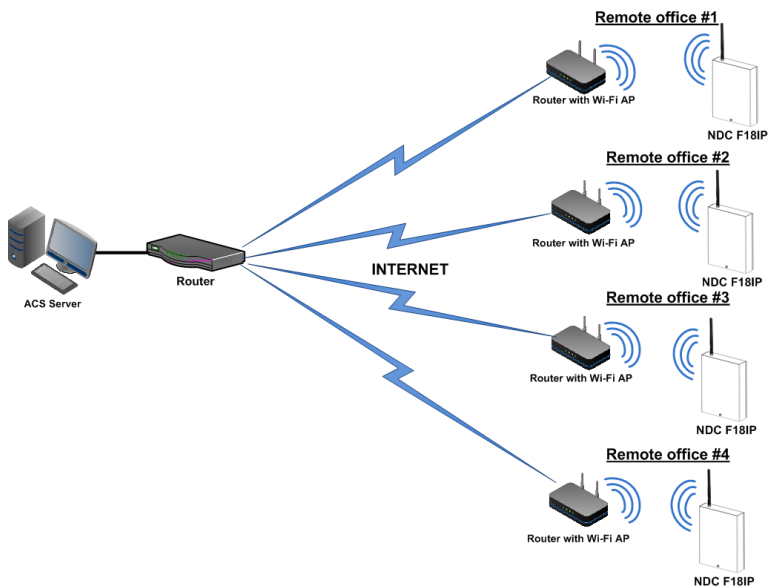 Remote office #1
Router with Wi-Fi AP
NDC F18IP
Remote office #2
Router with Wi-Fi AP
NDC F18IP
INTERNET
Router
ACS Server
Remote office #3
Router with Wi-Fi AP
NDC F18IP
Remote office #4
Router with Wi-Fi AP
NDC F18IP